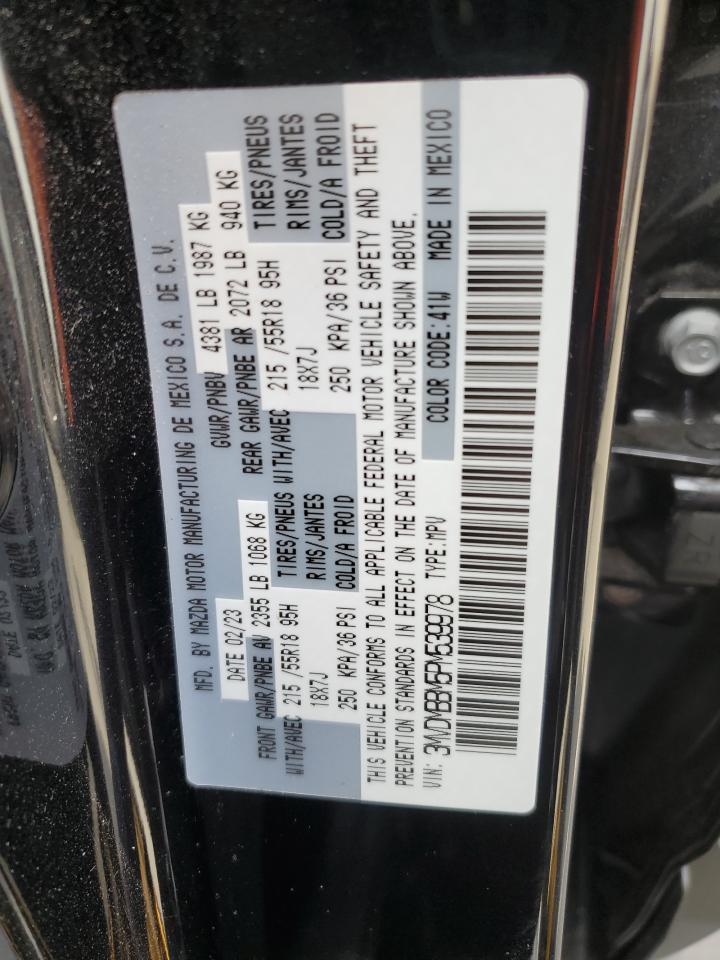 MFD. BY MAZDA MOTOR MANUFACTURING DE MEXICO S.A. DE C.V.
DATE 02/23 GVWR/PNBV 4381 LB 1987 KG
FRONT GAWR/PNBE AV 2355 LB 1068 KG REAR GAWR/PNBE AR 2072 LB 940 KG
WITH/AVEC 215 /55R18 95H TIRES/PNEUS WITH/AVEC 215 /55R18 95H TIRES/PNEUS
18X7J RIMS/JANTES 18X7J RIMS/JANTES
250 KPA/36 PSI COLD/A FROID 250 KPA/36 PSI COLD/A FROID
THIS VEHICLE CONFORMS TO ALL APPLICABLE FEDERAL MOTOR VEHICLE SAFETY AND THEFT
PREVENTION STANDARDS IN EFFECT ON THE DATE OF MANUFACTURE SHOWN ABOVE.
VIN: 3MVDMBBM5PM539978 TYPE:MPV COLOR CODE:41W MADE IN MEXICO